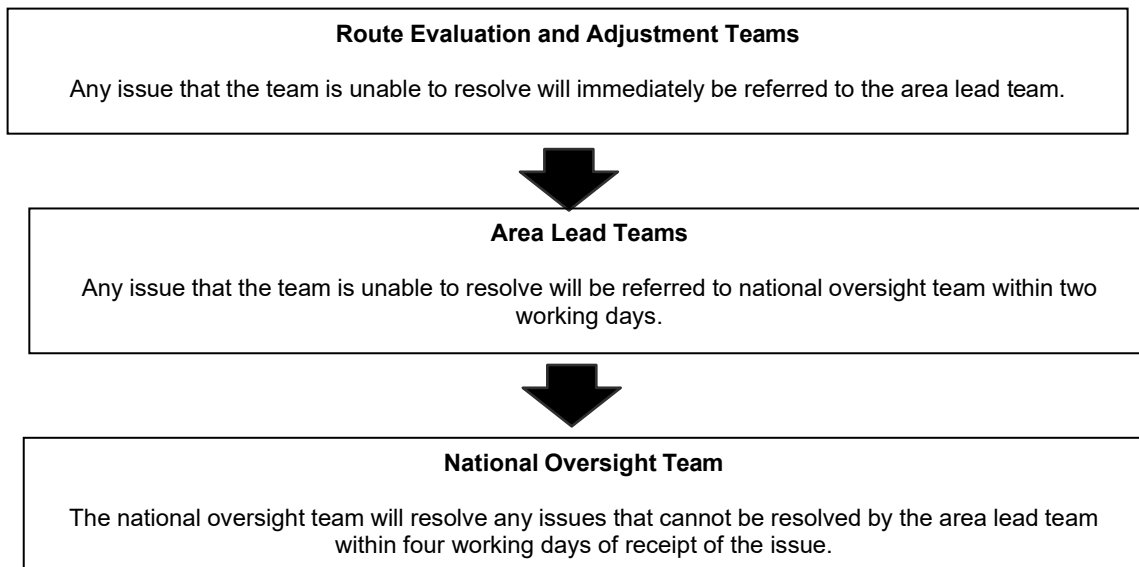 Route Evaluation and Adjustment Teams
Any issue that the team is unable to resolve will immediately be referred to the area lead team.
Area Lead Teams
Any issue that the team is unable to resolve will be referred to national oversight team within two
working days.
National Oversight Team
The national oversight team will resolve any issues that cannot be resolved by the area lead team
within four working days of receipt of the issue.